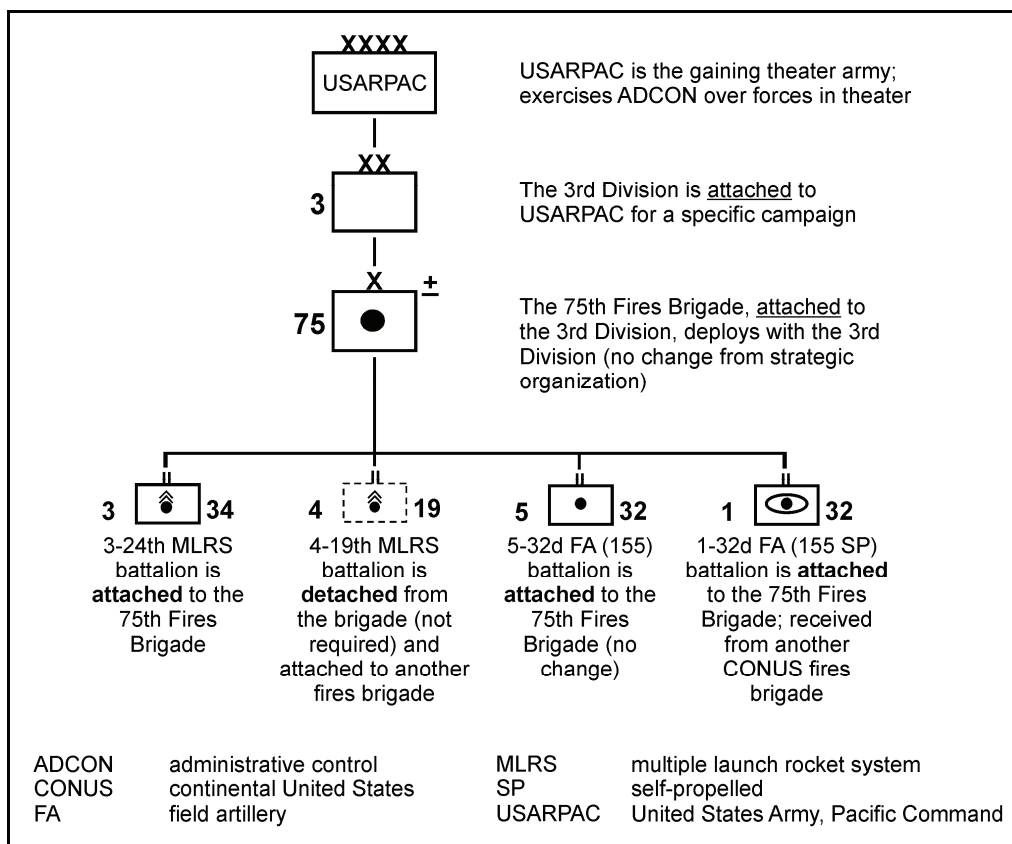 XXXX
USARPAC
USARPAC is the gaining theater army;
exercises ADCON over forces in theater
XX
3
The 3rd Division is attached to
USARPAC for a specific campaign
X
±
75
The 75th Fires Brigade, attached to
the 3rd Division, deploys with the 3rd
Division (no change from strategic
organization)
II
3 34
3-24th MLRS
battalion is
attached to the
75th Fires
Brigade
II
4 19
4-19th MLRS
battalion is
detached from
the brigade (not
required) and
attached to another
fires brigade
II
5 32
5-32d FA (155)
battalion is
attached to the
75th Fires
Brigade (no
change)
II
1 32
1-32d FA (155 SP)
battalion is attached
to the 75th Fires
Brigade; received
from another
CONUS fires
brigade
ADCON administrative control
CONUS continental United States
FA field artillery
MLRS multiple launch rocket system
SP self-propelled
USARPAC United States Army, Pacific Command